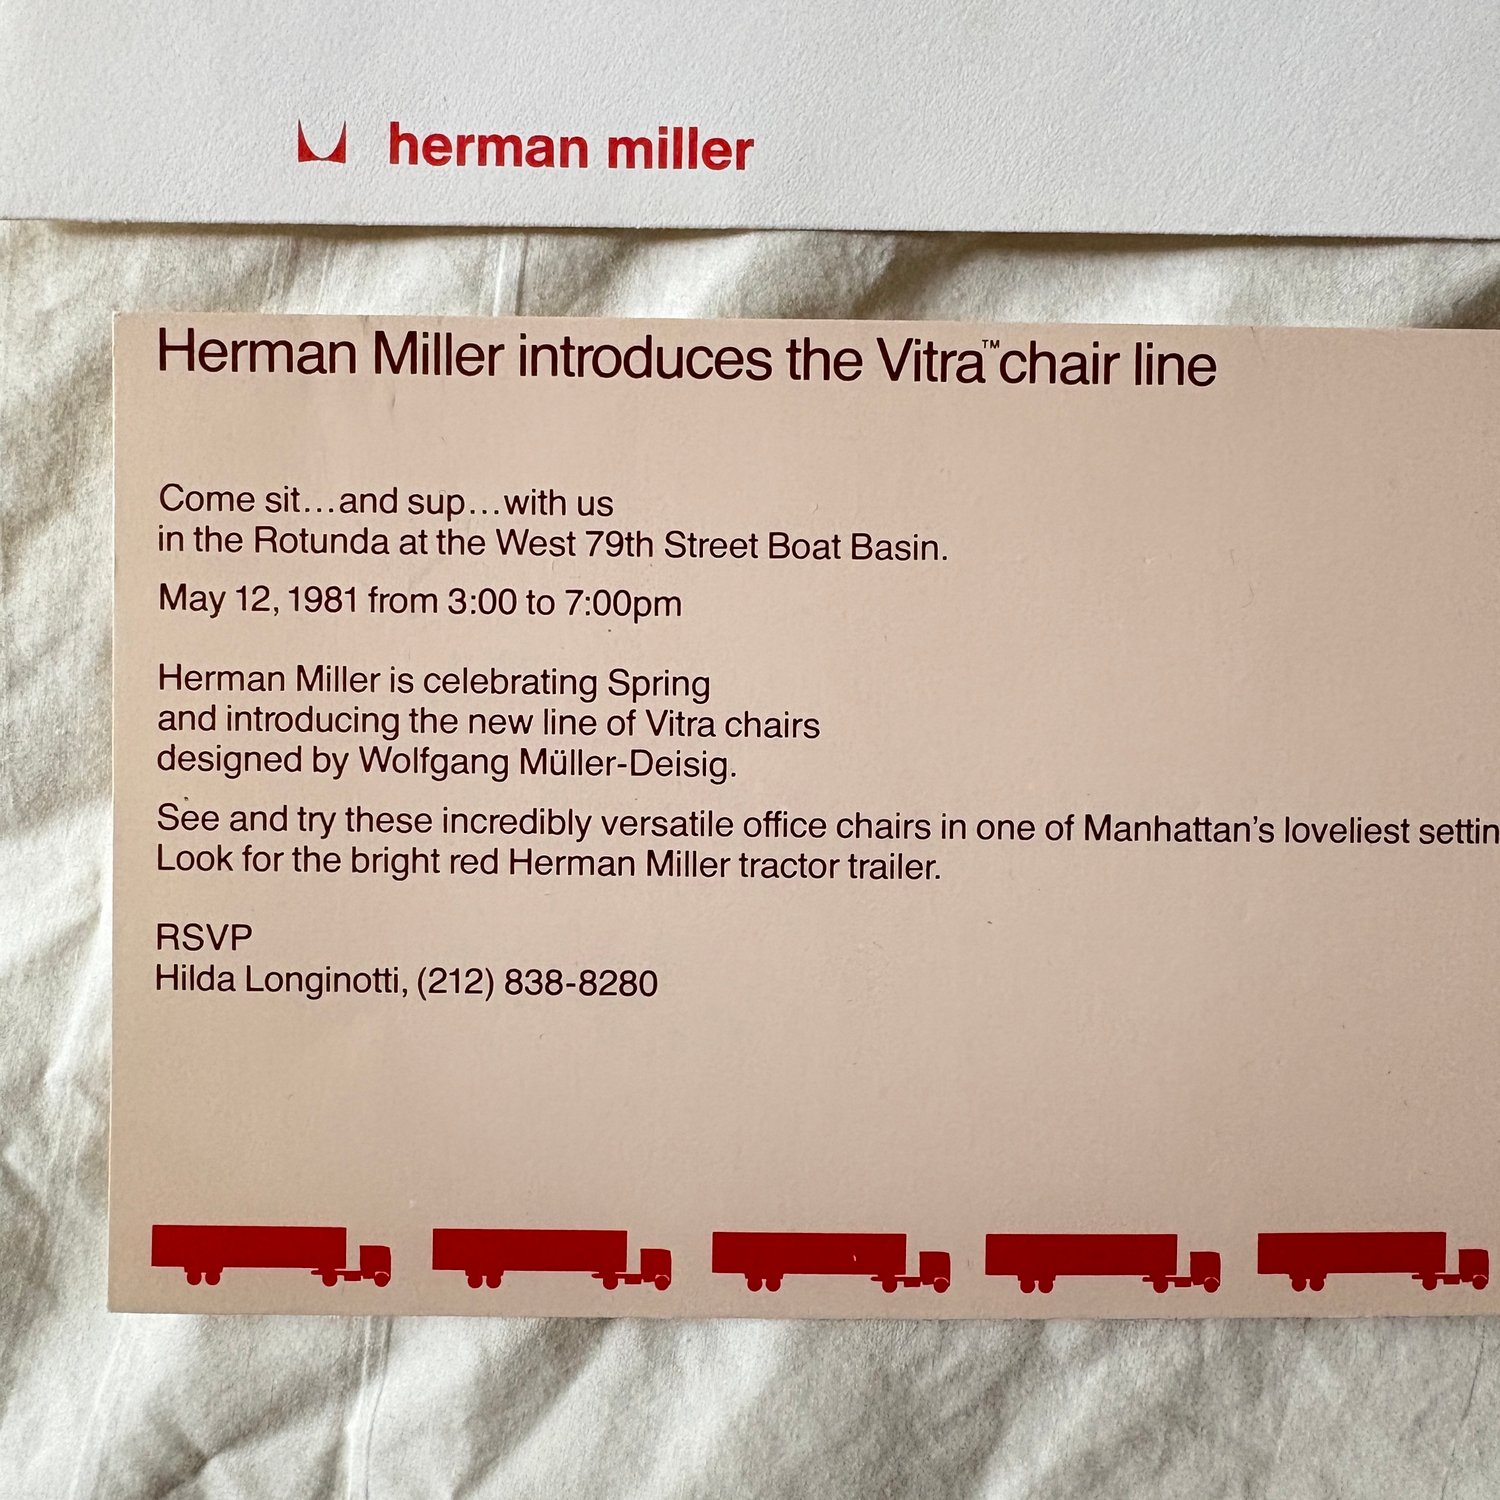 herman miller
Herman Miller introduces the Vitra™ chair line
Come sit...and sup...with us
in the Rotunda at the West 79th Street Boat Basin.
May 12, 1981 from 3:00 to 7:00pm
Herman Miller is celebrating Spring
and introducing the new line of Vitra chairs
designed by Wolfgang Müller-Deisig.
See and try these incredibly versatile office chairs in one of Manhattan's loveliest settin
Look for the bright red Herman Miller tractor trailer.
RSVP
Hilda Longinotti, (212) 838-8280